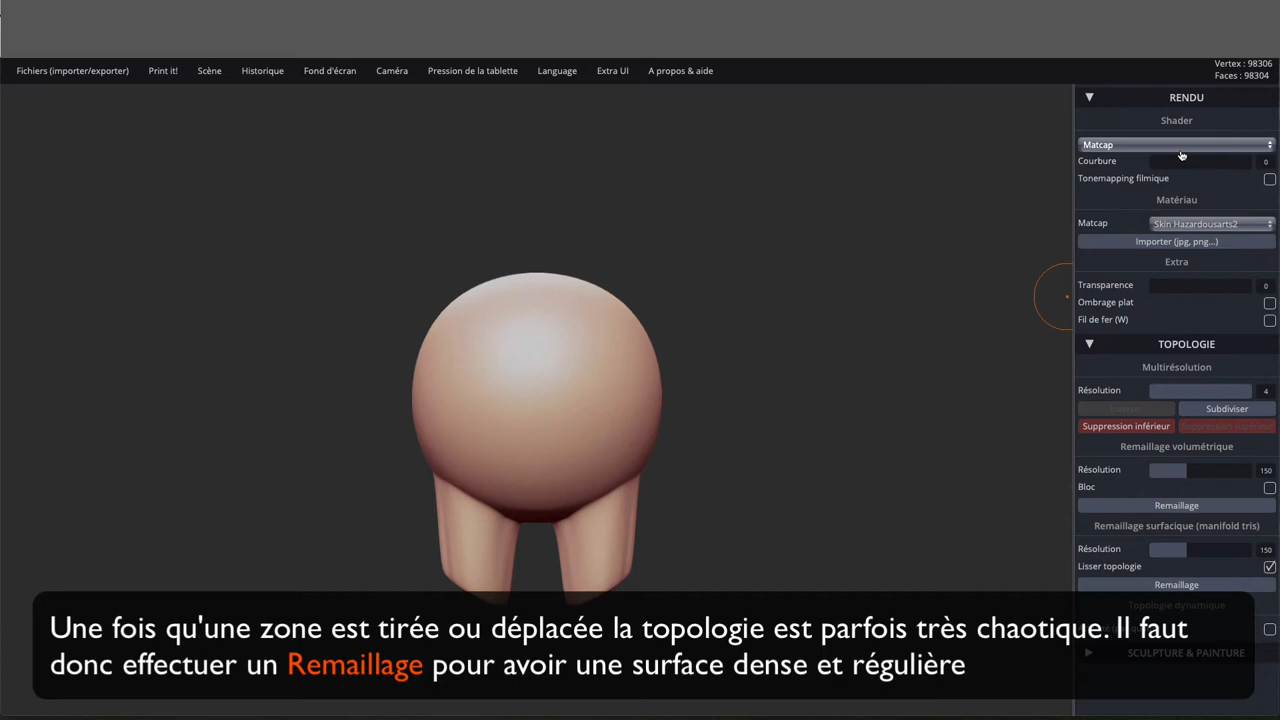 Fichiers (importer/exporter) Print it! Scène Historique Fond d'écran Caméra Pression de la tablette Language Extra UI A propos & aide
Vertex : 98306
Faces : 98304
RENDU
Shader
Matcap
Courbure 0
Tonemapping filmique
Matériau
Matcap Skin Hazardousarts2
Importer (jpg, png...)
Extra
Transparence 0
Ombrage plat
Fil de fer (W)
TOPOLOGIE
Multirésolution
Résolution 4
Subdiviser
Suppression inférieur Suppression supérieur
Remaillage volumétrique
Résolution 150
Bloc
Remaillage
Remaillage surfacique (manifold tris)
Résolution 150
Lisser topologie
Remaillage
Topologie dynamique
SCULPTURE & PAINTURE
Une fois qu'une zone est tirée ou déplacée la topologie est parfois très chaotique. Il faut
donc effectuer un Remaillage pour avoir une surface dense et régulière